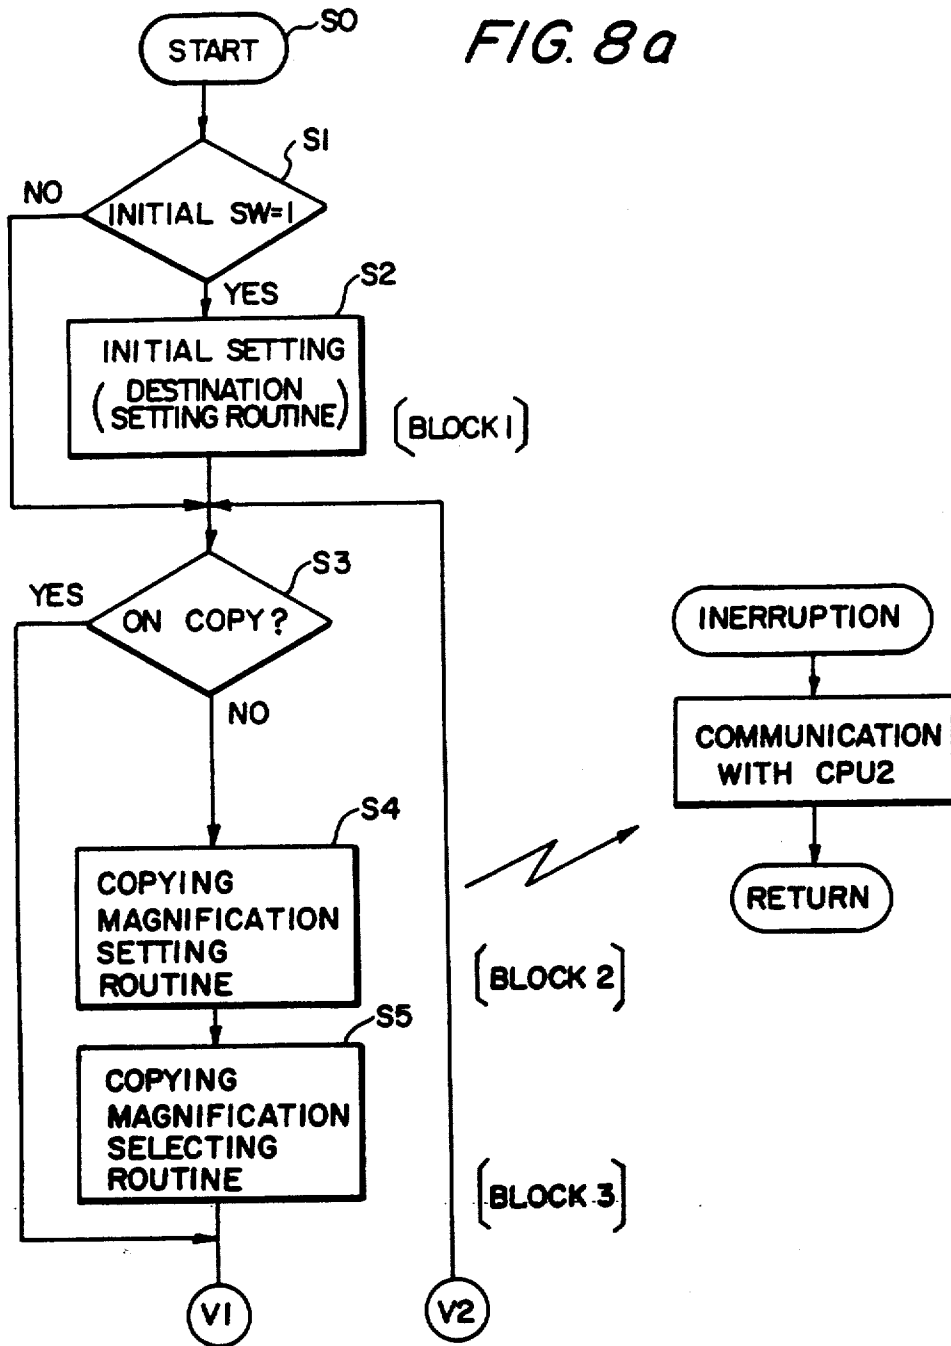 FIG. 8a
START
S0
S1
INITIAL SW=1
NO
YES
S2
INITIAL SETTING
(DESTINATION
SETTING ROUTINE)
[BLOCK 1]
S3
ON COPY?
YES
NO
S4
COPYING
MAGNIFICATION
SETTING
ROUTINE
[BLOCK 2]
S5
COPYING
MAGNIFICATION
SELECTING
ROUTINE
[BLOCK 3]
V1
V2
INERRUPTION
COMMUNICATION
WITH CPU2
RETURN